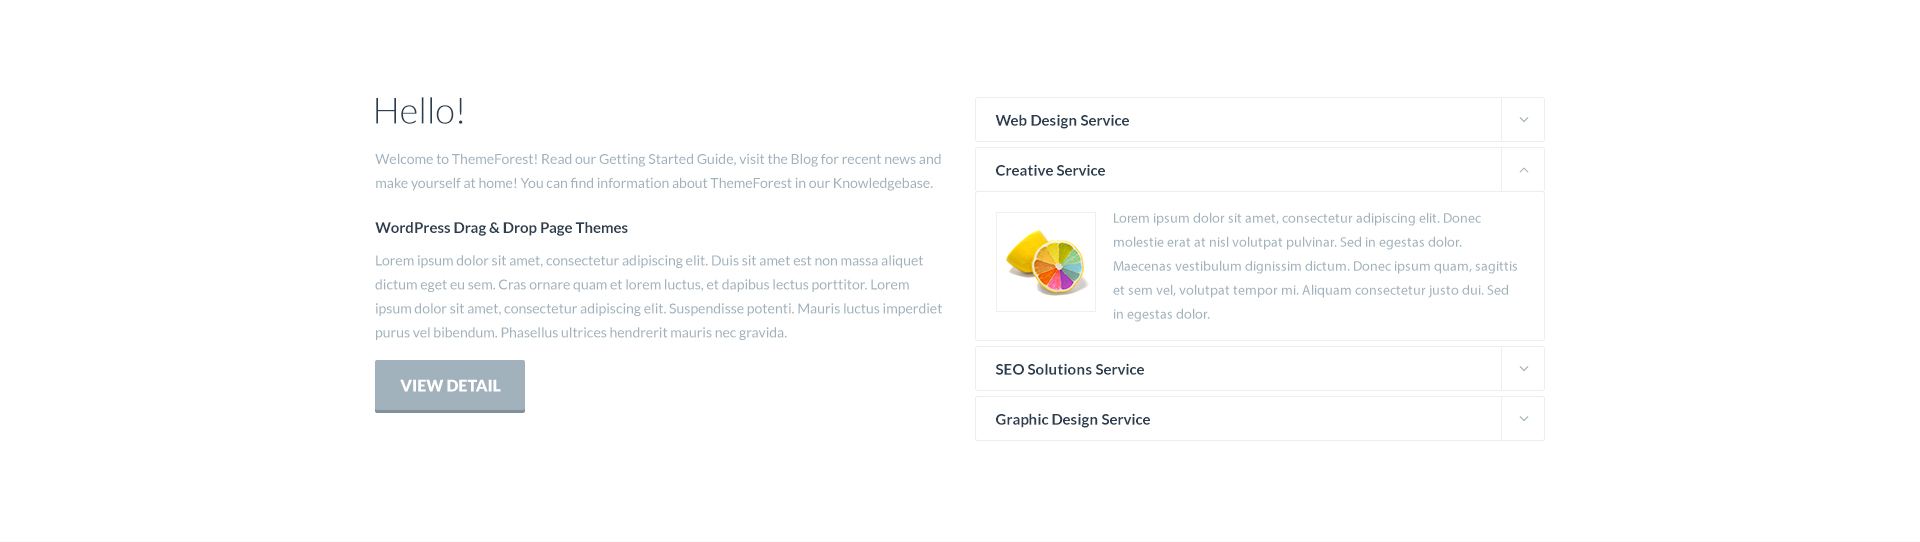 Hello!
Welcome to ThemeForest! Read our Getting Started Guide, visit the Blog for recent news and
make yourself at home! You can find information about ThemeForest in our Knowledgebase.
WordPress Drag & Drop Page Themes
Lorem ipsum dolor sit amet, consectetur adipiscing elit. Duis sit amet est non massa aliquet
dictum eget eu sem. Cras ornare quam et lorem luctus, et dapibus lectus porttitor. Lorem
ipsum dolor sit amet, consectetur adipiscing elit. Suspendisse potenti. Mauris luctus imperdiet
purus vel bibendum. Phasellus ultrices hendrerit mauris nec gravida.
VIEW DETAIL
Web Design Service
Creative Service
Lorem ipsum dolor sit amet, consectetur adipiscing elit. Donec
molestie erat at nisl volutpat pulvinar. Sed in egestas dolor.
Maecenas vestibulum dignissim dictum. Donec ipsum quam, sagittis
et sem vel, volutpat tempor mi. Aliquam consectetur justo dui. Sed
in egestas dolor.
SEO Solutions Service
Graphic Design Service